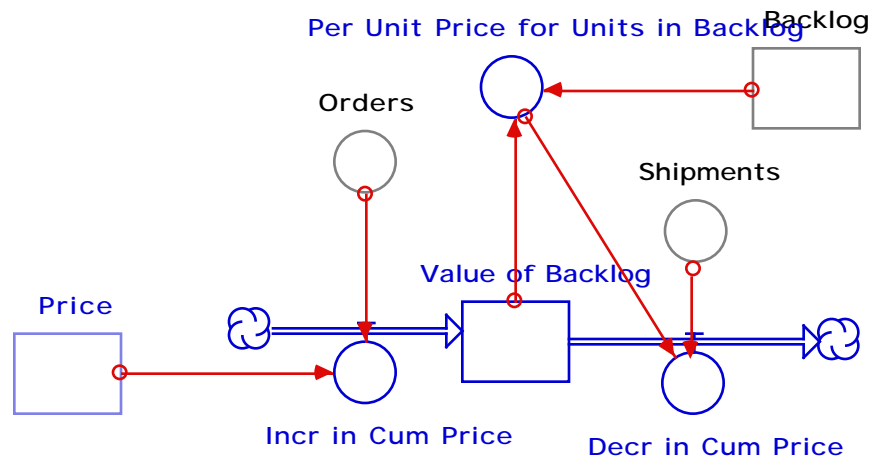 Backlog
Per Unit Price for Units in Backlog
Orders
Shipments
Value of Backlog
Price
Incr in Cum Price
Decr in Cum Price